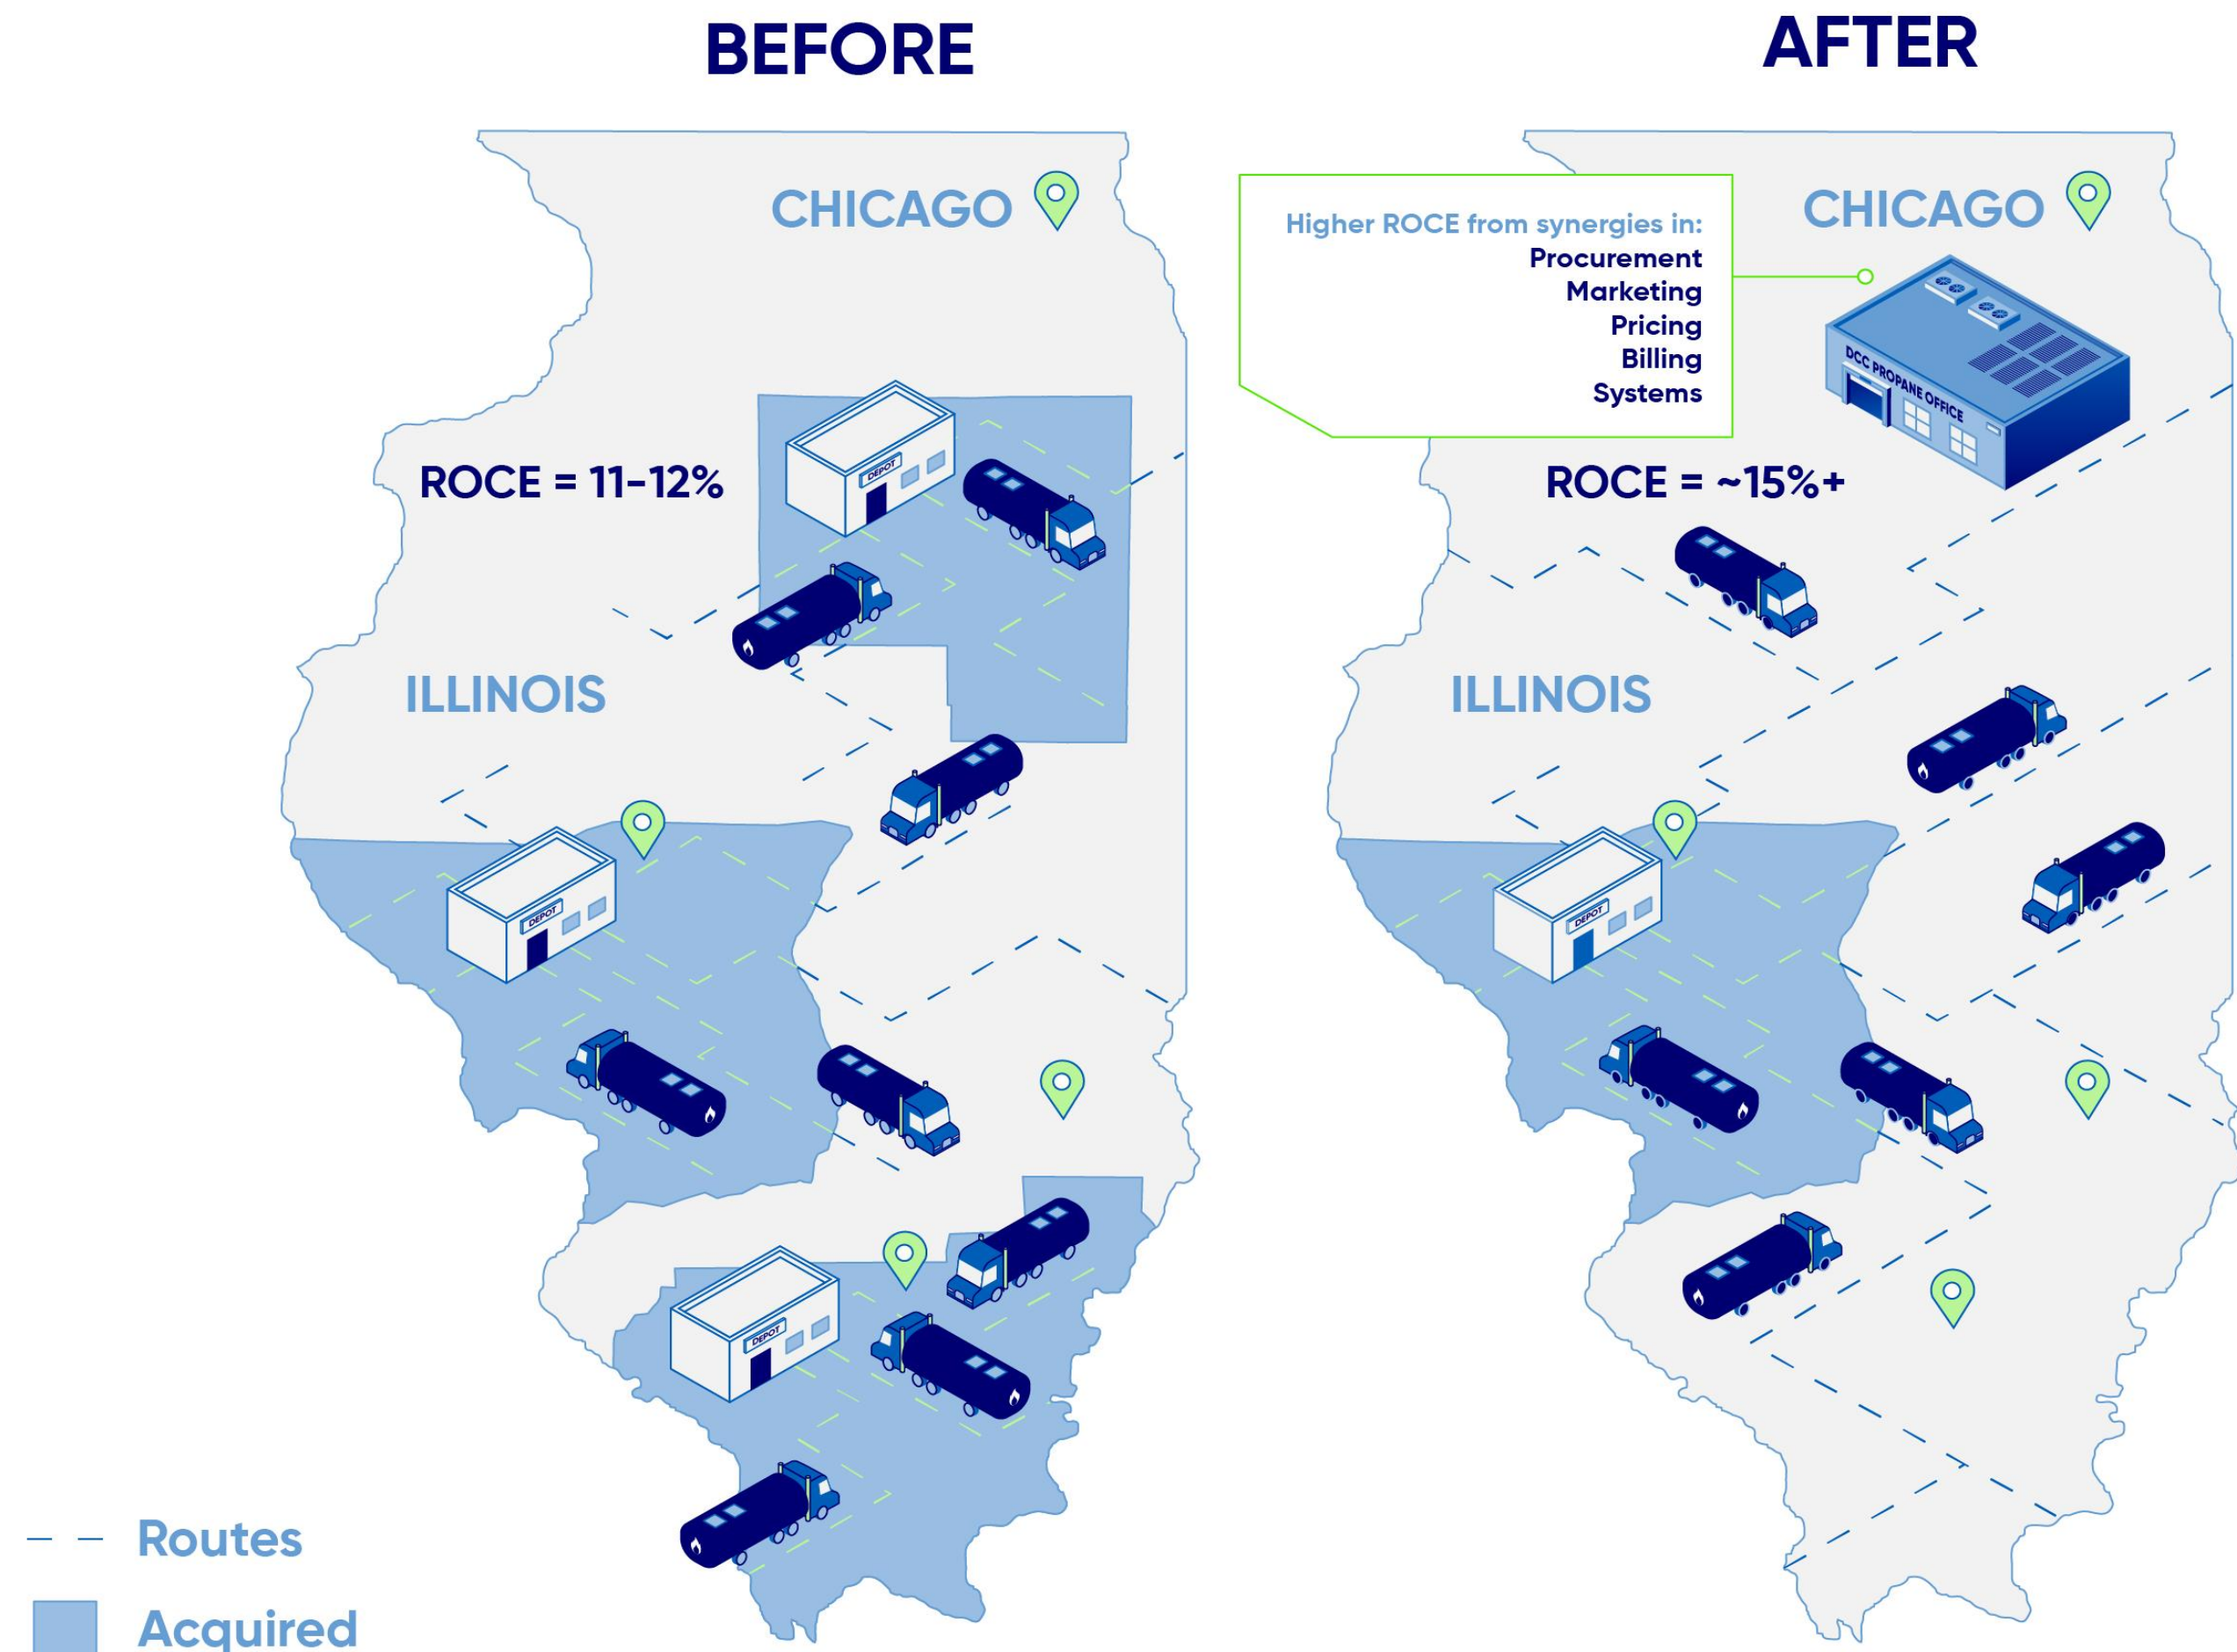 BEFORE
CHICAGO
ROCE = 11-12%
DEPOT
ILLINOIS
DEPOT
DEPOT
Routes
Acquired
AFTER
CHICAGO
Higher ROCE from synergies in:
Procurement
Marketing
Pricing
Billing
Systems
DCC PROPANE OFFICE
ROCE = ~15%+
ILLINOIS
DEPOT